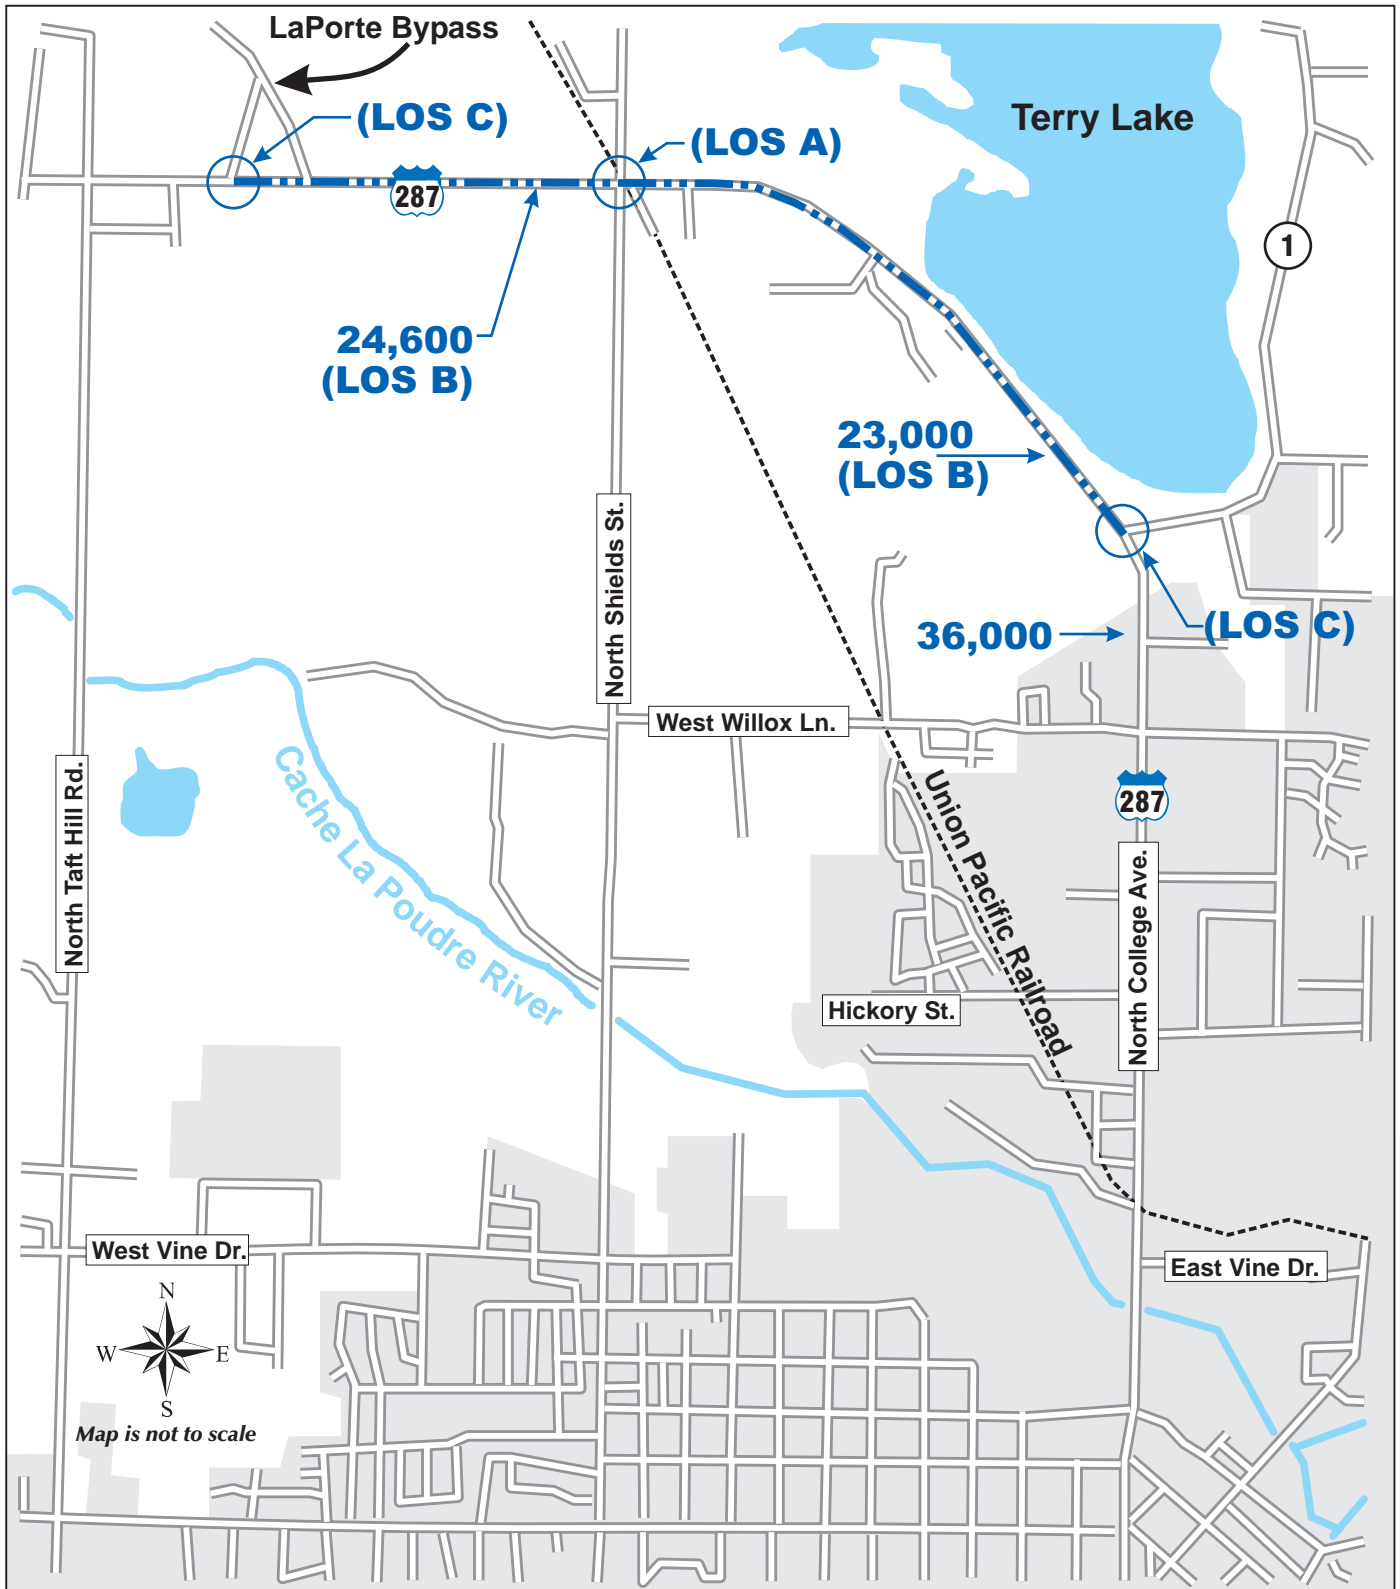 LaPorte Bypass
(LOS C)
(LOS A)
Terry Lake
287
1
24,600
(LOS B)
23,000
(LOS B)
North Shields St.
36,000
(LOS C)
West Willox Ln.
North Taft Hill Rd.
Cache La Poudre River
Union Pacific Railroad
287
North College Ave.
Hickory St.
West Vine Dr.
East Vine Dr.
N
W E
S
Map is not to scale